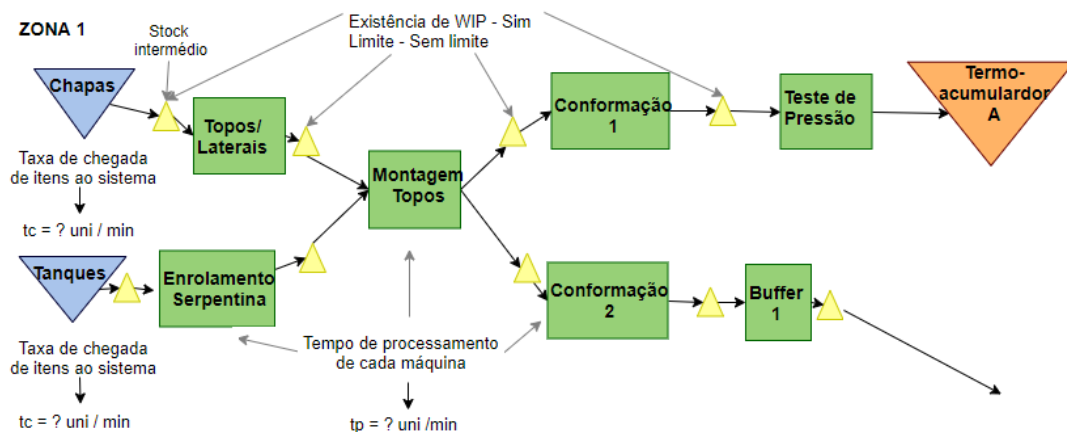 ZONA 1
Stock
intermédio
Existência de WIP - Sim
Limite - Sem limite
Chapas
Topos/
Laterais
Conformação
1
Teste de
Pressão
Termo-
acumulardor
A
Taxa de chegada
de itens ao sistema
tc = ? uni / min
Montagem
Topos
Tanques
Enrolamento
Serpentina
Conformação
2
Buffer
1
Taxa de chegada
de itens ao sistema
tc = ? uni / min
Tempo de processamento
de cada máquina
tp = ? uni /min